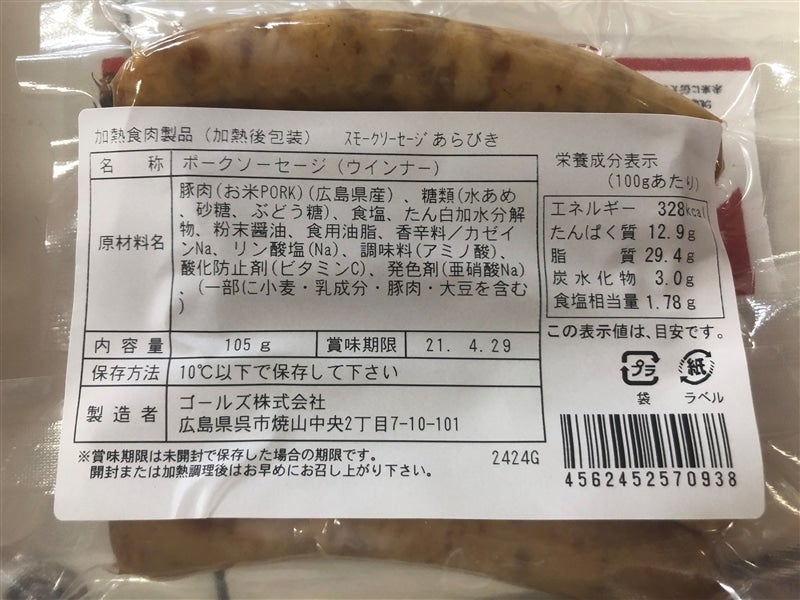 加熱食肉製品（加熱後包装）　ｽﾓｰｸｿｰｾｰｼﾞあらびき
名　称　ポークソーセージ（ウインナー）
原材料名
豚肉(お米PORK)(広島県産)、糖類(水あめ
、砂糖、ぶどう糖)、食塩、たん白加水分解
物、粉末醤油、食用油脂、香辛料／カゼイ
ンNa、リン酸塩(Na)、調味料(アミノ酸)、
酸化防止剤(ビタミンC)、発色剤(亜硝酸Na)
、(一部に小麦・乳成分・豚肉・大豆を含む
)
内容量　105ｇ　賞味期限　21. 4.29
保存方法　10℃以下で保存して下さい
製造者　ゴールズ株式会社
広島県呉市焼山中央2丁目7-10-101
※賞味期限は未開封で保存した場合の期限です。
開封または加熱調理後はお早めにお召し上がり下さい。
2424G
栄養成分表示
(100gあたり)
エネルギー　328kcal
たんぱく質 12.9g
脂　　質 29.4g
炭水化物　3.0g
食塩相当量 1.78g
この表示値は、目安です。
プラ　紙
袋　ラベル
4562452570938